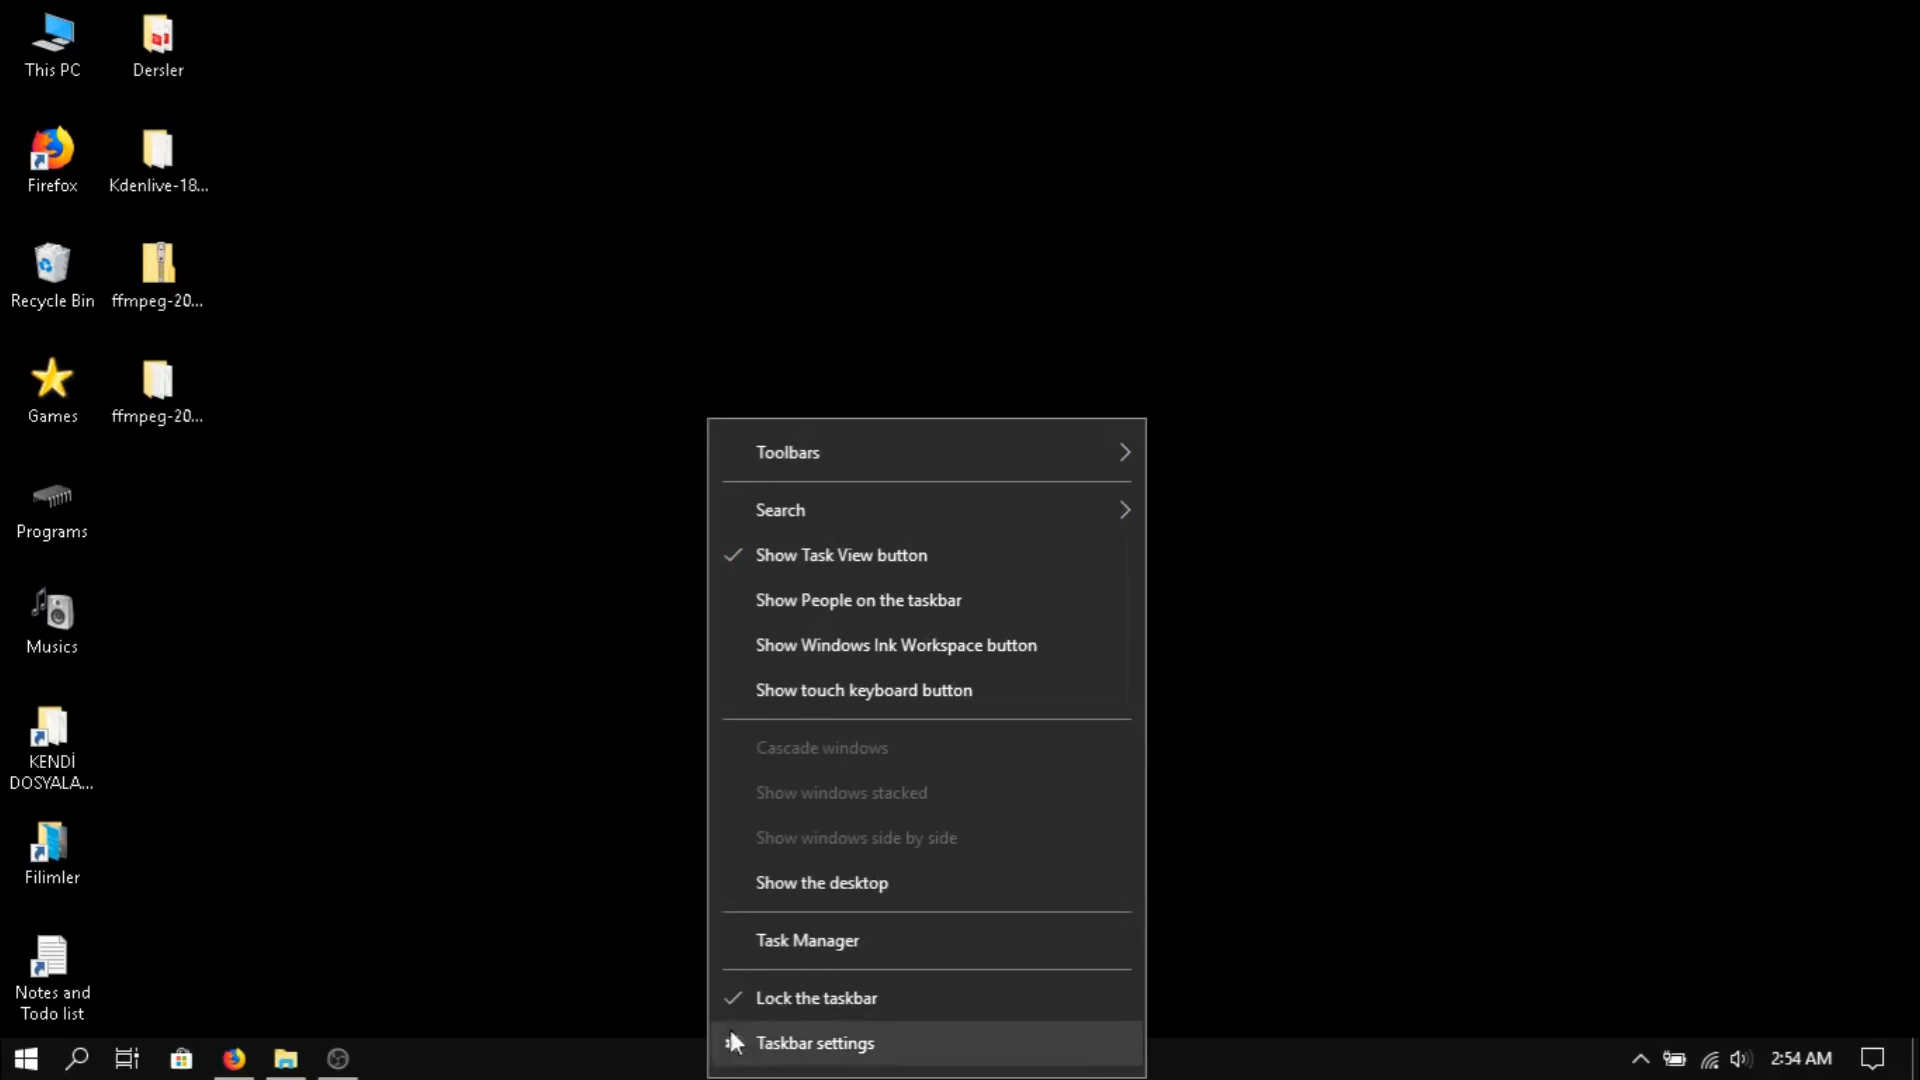 This PC
Dersler
Firefox
Kdenlive-18...
Recycle Bin
ffmpeg-20...
Games
ffmpeg-20...
Programs
Musics
KENDİ
DOSYALA...
Filimler
Notes and
Todo list
Toolbars
Search
Show Task View button
Show People on the taskbar
Show Windows Ink Workspace button
Show touch keyboard button
Cascade windows
Show windows stacked
Show windows side by side
Show the desktop
Task Manager
Lock the taskbar
Taskbar settings
2:54 AM